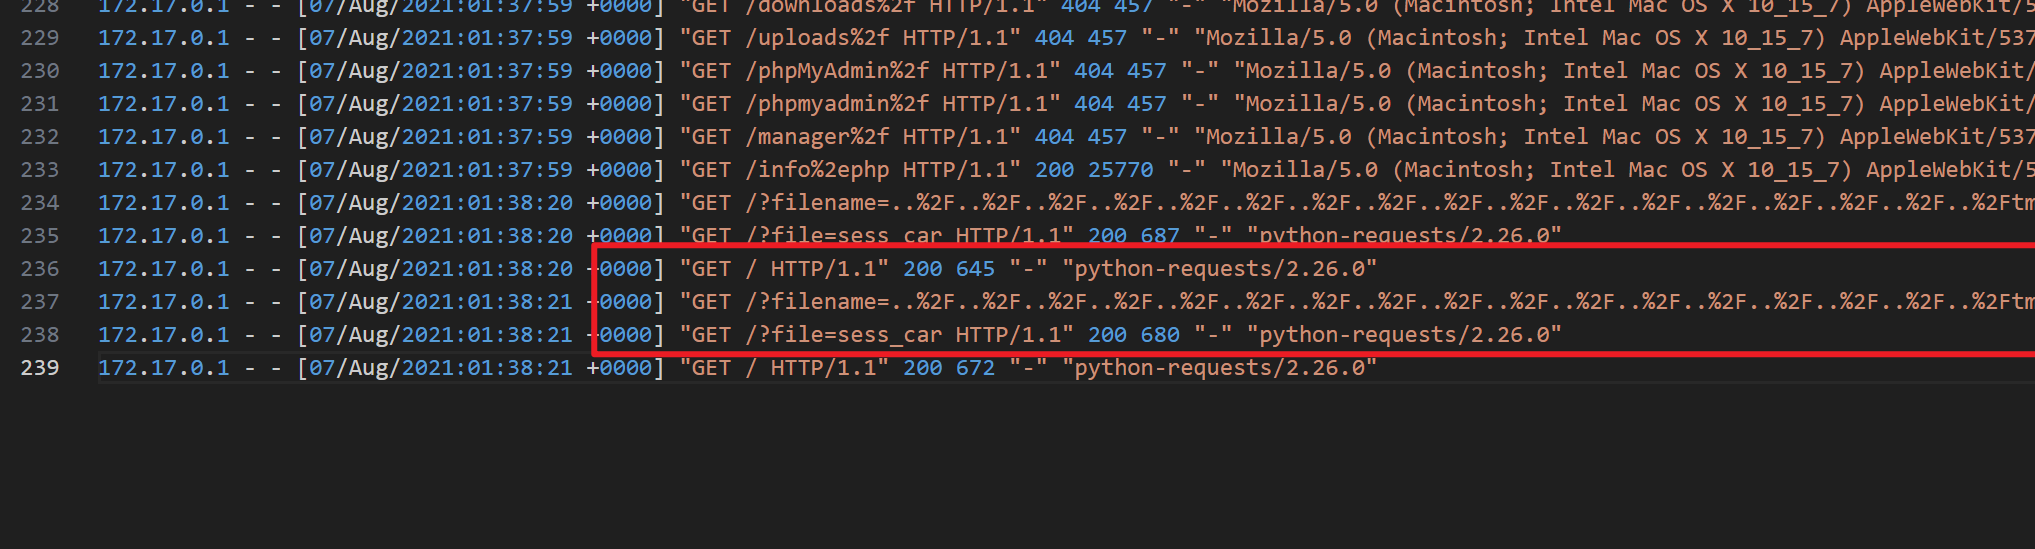 228 172.17.0.1 - - [07/Aug/2021:01:37:59 +0000] "GET /downloads%2f HTTP/1.1" 404 457 "-" "Mozilla/5.0 (Macintosh; Intel Mac OS X 10_15_7) AppleWebKit/
229 172.17.0.1 - - [07/Aug/2021:01:37:59 +0000] "GET /uploads%2f HTTP/1.1" 404 457 "-" "Mozilla/5.0 (Macintosh; Intel Mac OS X 10_15_7) AppleWebKit/537
230 172.17.0.1 - - [07/Aug/2021:01:37:59 +0000] "GET /phpMyAdmin%2f HTTP/1.1" 404 457 "-" "Mozilla/5.0 (Macintosh; Intel Mac OS X 10_15_7) AppleWebKit/
231 172.17.0.1 - - [07/Aug/2021:01:37:59 +0000] "GET /phpmyadmin%2f HTTP/1.1" 404 457 "-" "Mozilla/5.0 (Macintosh; Intel Mac OS X 10_15_7) AppleWebKit/
232 172.17.0.1 - - [07/Aug/2021:01:37:59 +0000] "GET /manager%2f HTTP/1.1" 404 457 "-" "Mozilla/5.0 (Macintosh; Intel Mac OS X 10_15_7) AppleWebKit/537
233 172.17.0.1 - - [07/Aug/2021:01:37:59 +0000] "GET /info%2ephp HTTP/1.1" 200 25770 "-" "Mozilla/5.0 (Macintosh; Intel Mac OS X 10_15_7) AppleWebKit/5
234 172.17.0.1 - - [07/Aug/2021:01:38:20 +0000] "GET /?filename=..%2F..%2F..%2F..%2F..%2F..%2F..%2F..%2F..%2F..%2F..%2F..%2F..%2F..%2F..%2F..%2F..%2Ftm
235 172.17.0.1 - - [07/Aug/2021:01:38:20 +0000] "GET /?file=sess_car HTTP/1.1" 200 687 "-" "python-requests/2.26.0"
236 172.17.0.1 - - [07/Aug/2021:01:38:20 +0000] "GET / HTTP/1.1" 200 645 "-" "python-requests/2.26.0"
237 172.17.0.1 - - [07/Aug/2021:01:38:21 +0000] "GET /?filename=..%2F..%2F..%2F..%2F..%2F..%2F..%2F..%2F..%2F..%2F..%2F..%2F..%2F..%2F..%2F..%2F..%2Ftm
238 172.17.0.1 - - [07/Aug/2021:01:38:21 +0000] "GET /?file=sess_car HTTP/1.1" 200 680 "-" "python-requests/2.26.0"
239 172.17.0.1 - - [07/Aug/2021:01:38:21 +0000] "GET / HTTP/1.1" 200 672 "-" "python-requests/2.26.0"